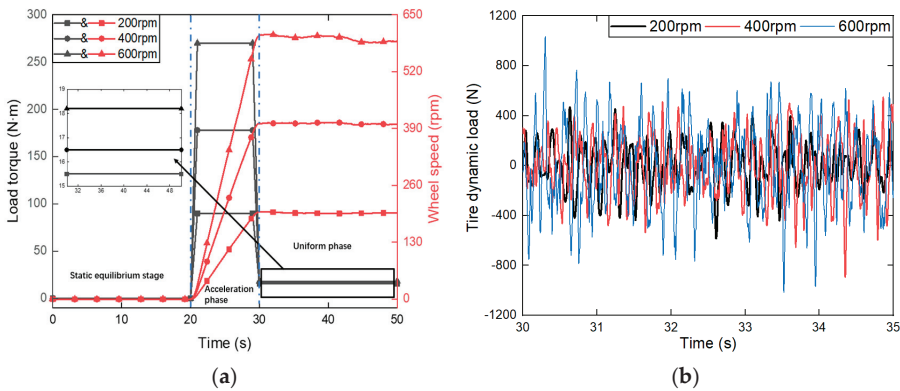 300
250
200
150
100
50
0
Load torque (N·m)
& 200rpm
& 400rpm
& 600rpm
19
18
17
16
15
32 36 40 44 48
Static equilibrium stage
Acceleration
phase
Uniform phase
650
520
390
260
130
0
Wheel speed (rpm)
0 10 20 30 40 50
Time (s)
(a)
200rpm 400rpm 600rpm
1200
800
400
0
-400
-800
-1200
Tire dynamic load (N)
30 31 32 33 34 35
Time (s)
(b)